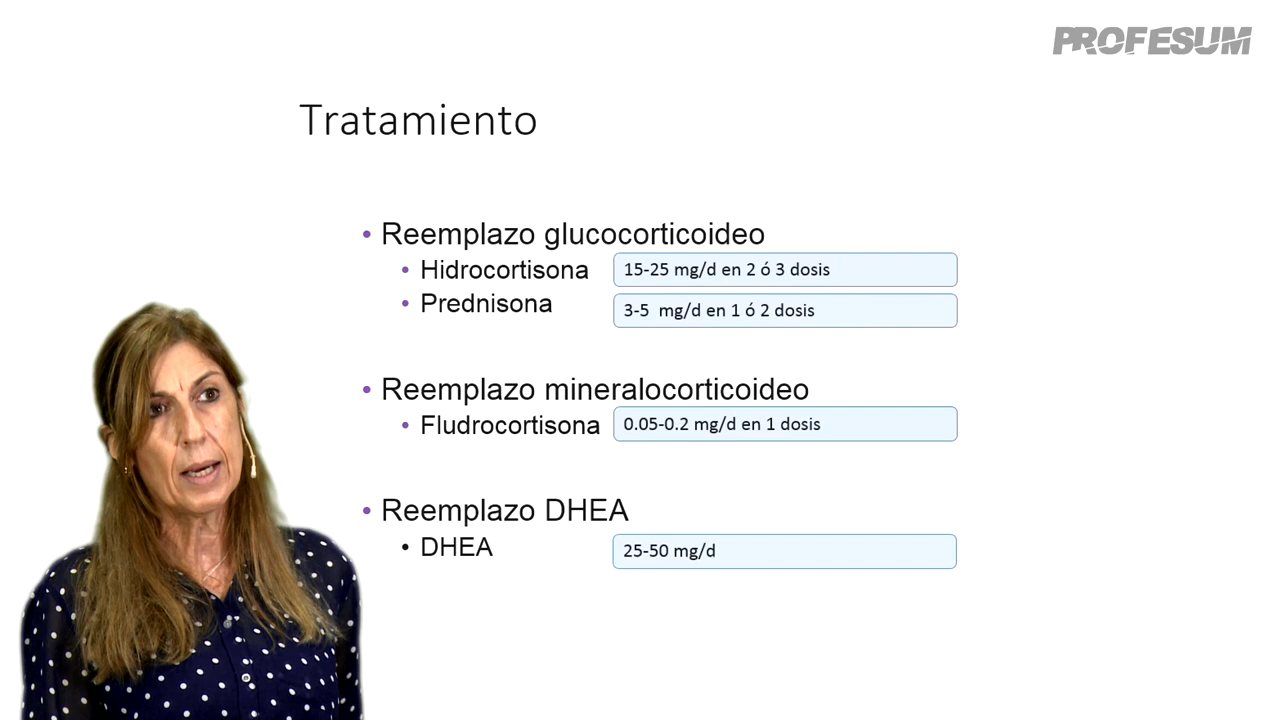 PROFESUM
Tratamiento
• Reemplazo glucocorticoideo
• Hidrocortisona 15-25 mg/d en 2 ó 3 dosis
• Prednisona 3-5 mg/d en 1 ó 2 dosis
• Reemplazo mineralocorticoideo
• Fludrocortisona 0.05-0.2 mg/d en 1 dosis
• Reemplazo DHEA
• DHEA 25-50 mg/d